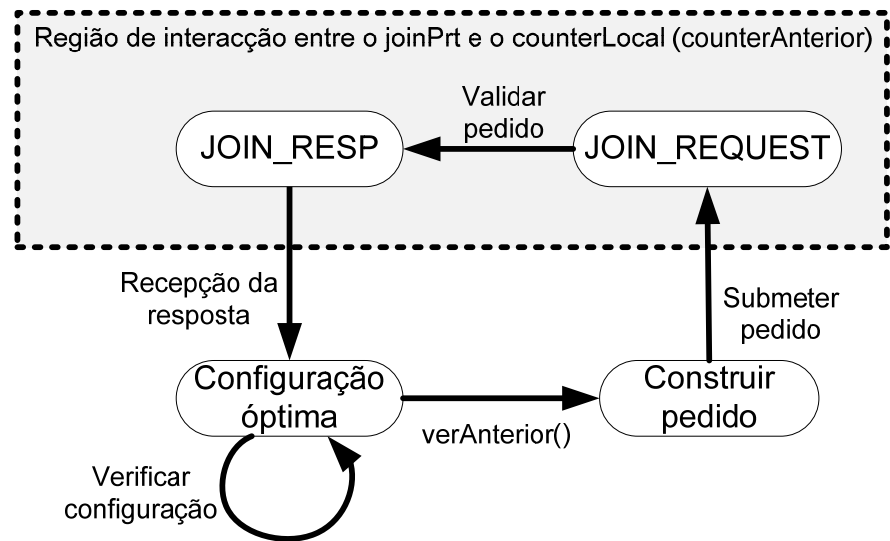 Região de interacção entre o joinPrt e o counterLocal (counterAnterior)
Validar
pedido
JOIN_RESP
JOIN_REQUEST
Recepção da
resposta
Submeter
pedido
Configuração
óptima
Construir
pedido
verAnterior()
Verificar
configuração